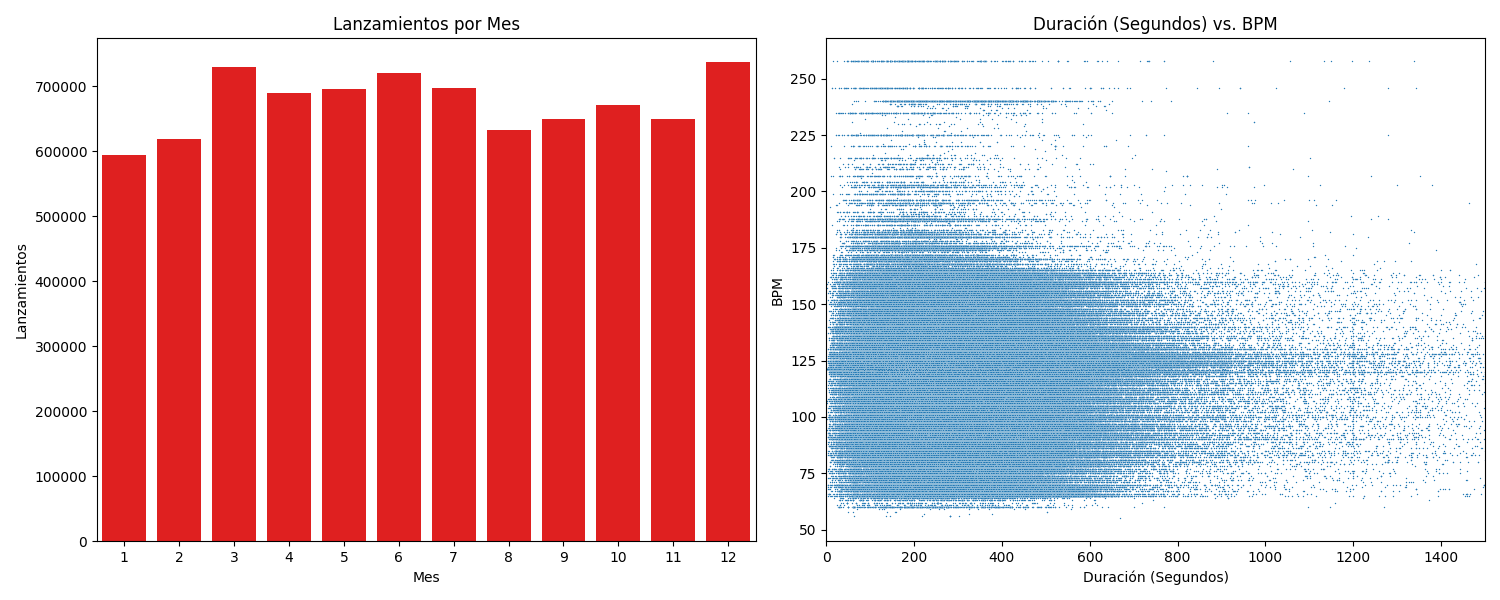 Lanzamientos por Mes
Lanzamientos
700000
600000
500000
400000
300000
200000
100000
0
1 2 3 4 5 6 7 8 9 10 11 12
Mes
Duración (Segundos) vs. BPM
BPM
250
225
200
175
150
125
100
75
50
0 200 400 600 800 1000 1200 1400
Duración (Segundos)